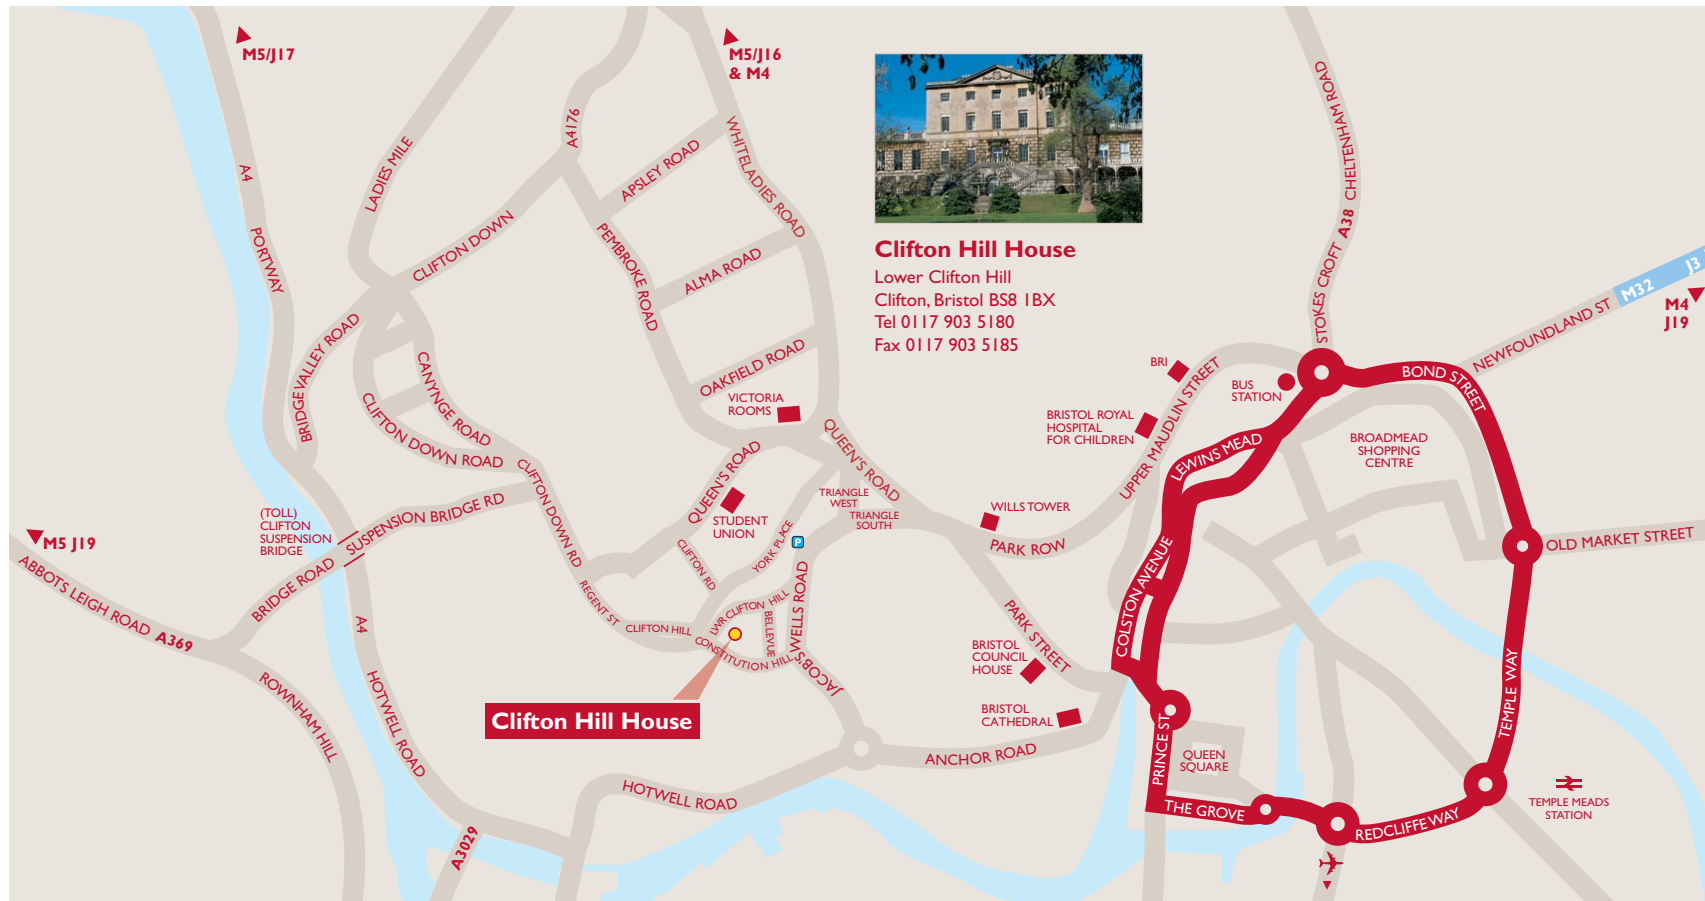 M5/J17
M5/J16
& M4
A4
PORTWAY
LADIES MILE
A4176
CLIFTON DOWN
APSLEY ROAD
WHITELADIES ROAD
PEMBROKE ROAD
ALMA ROAD
OAKFIELD ROAD
Clifton Hill House
Lower Clifton Hill
Clifton, Bristol BS8 1BX
Tel 0117 903 5180
Fax 0117 903 5185
STOKES CROFT A38 CHELTENHAM ROAD
J3
M32
M4
J19
NEWFOUNDLAND ST
BRIDGE VALLEY ROAD
CANYNGE ROAD
CLIFTON DOWN ROAD
VICTORIA
ROOMS
QUEEN'S ROAD
QUEEN'S ROAD
BRI
UPPER MAUDLIN STREET
BUS
STATION
BOND STREET
BRISTOL ROYAL
HOSPITAL
FOR CHILDREN
LEWINS MEAD
BROADMEAD
SHOPPING
CENTRE
CLIFTON DOWN RD
SUSPENSION BRIDGE RD
(TOLL)
CLIFTON
SUSPENSION
BRIDGE
STUDENT
UNION
TRIANGLE
WEST
TRIANGLE
SOUTH
WILLS TOWER
PARK ROW
P
YORK PLACE
CLIFTON RD
M5 J19
ABBOTS LEIGH ROAD A369
BRIDGE ROAD
A4
HOTWELL ROAD
ROWNHAM HILL
REGENT ST
CLIFTON HILL
LWR CLIFTON HILL
BELLEVUE
CONSTITUTION HILL
JACOBS WELLS ROAD
Clifton Hill House
PARK STREET
COLSTON AVENUE
OLD MARKET STREET
BRISTOL
COUNCIL
HOUSE
BRISTOL
CATHEDRAL
ANCHOR ROAD
HOTWELL ROAD
A3029
PRINCE ST
QUEEN
SQUARE
THE GROVE
REDCLIFFE WAY
TEMPLE WAY
TEMPLE MEADS
STATION